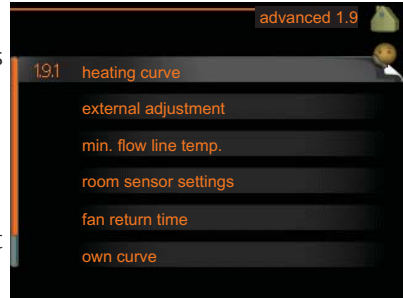 advanced 1.9
1.9.1 heating curve
external adjustment
min. flow line temp.
room sensor settings
fan return time
own curve